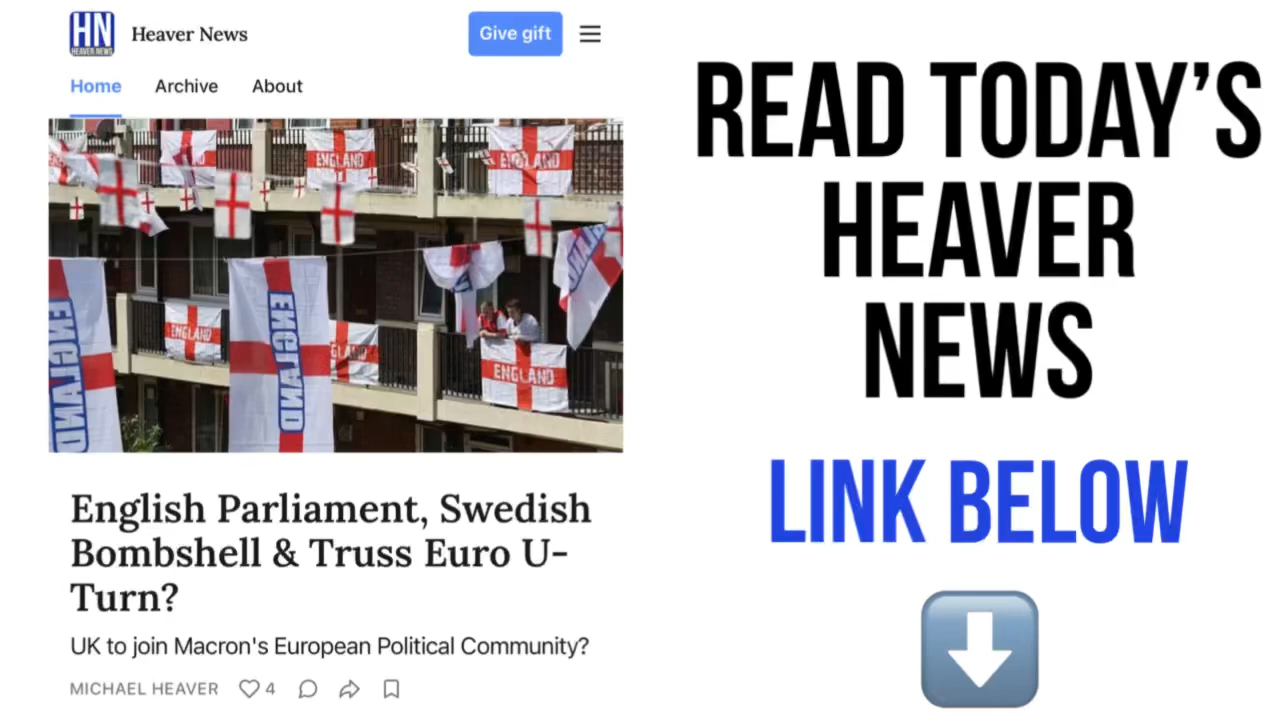 HN
HEAVER NEWS
Heaver News
Give gift
Home
Archive
About
ENGLAND
ENGLAND
ENGLAND
ENGLAND
ENGLAND
GLAND
ENGLAND
English Parliament, Swedish
Bombshell & Truss Euro U-
Turn?
UK to join Macron's European Political Community?
MICHAEL HEAVER
4
READ TODAY'S
HEAVER
NEWS
LINK BELOW